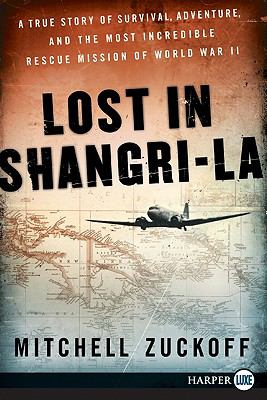 A TRUE STORY OF SURVIVAL, ADVENTURE,
AND THE MOST INCREDIBLE
RESCUE MISSION OF WORLD WAR II
LOST IN
SHANGRI-LA
MITCHELL ZUCKOFF
HARPER LUXE